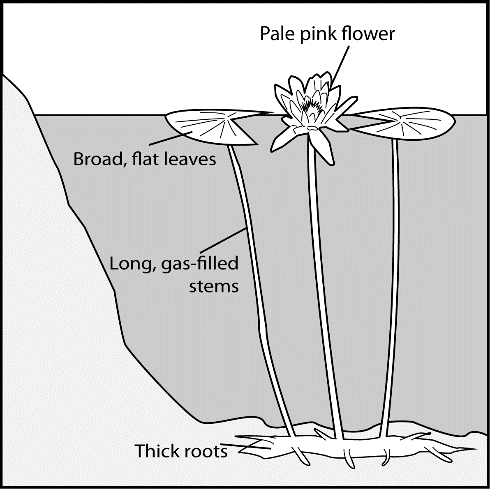 Pale pink flower
Broad, flat leaves
Long, gas-filled
stems
Thick roots